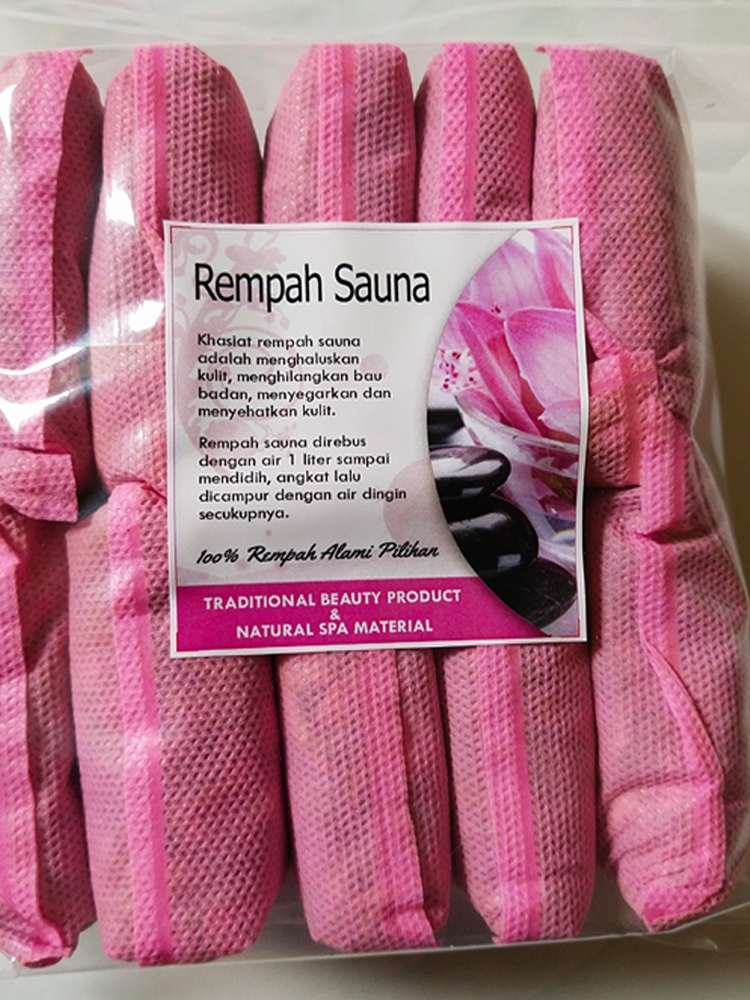 Rempah Sauna
Khasiat rempah sauna
adalah menghaluskan
kulit, menghilangkan bau
badan, menyegarkan dan
menyehatkan kulit.
Rempah sauna direbus
dengan air 1 liter sampai
mendidih, angkat lalu
dicampur dengan air dingin
secukupnya.
100% Rempah Alami Pilihan
TRADITIONAL BEAUTY PRODUCT
&
NATURAL SPA MATERIAL